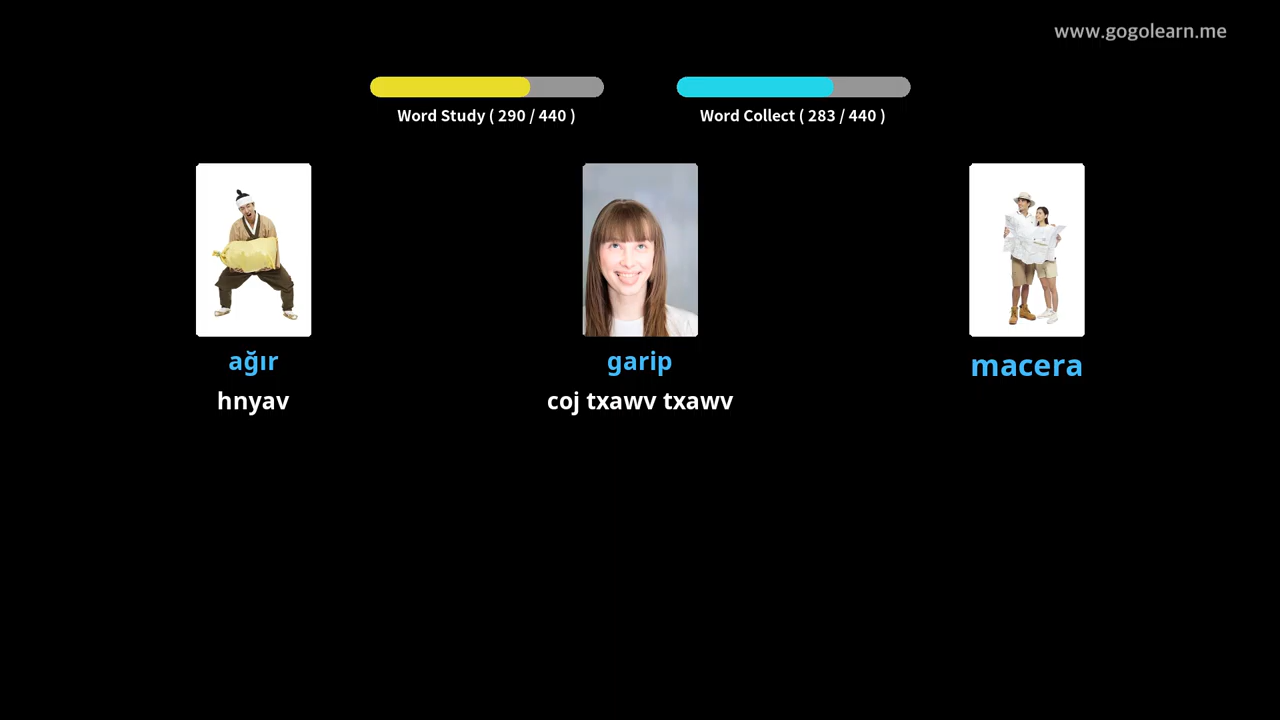 www.gogolearn.me
Word Study ( 290 / 440 )
Word Collect ( 283 / 440 )
ağır
hnyav
garip
coj txawv txawv
macera